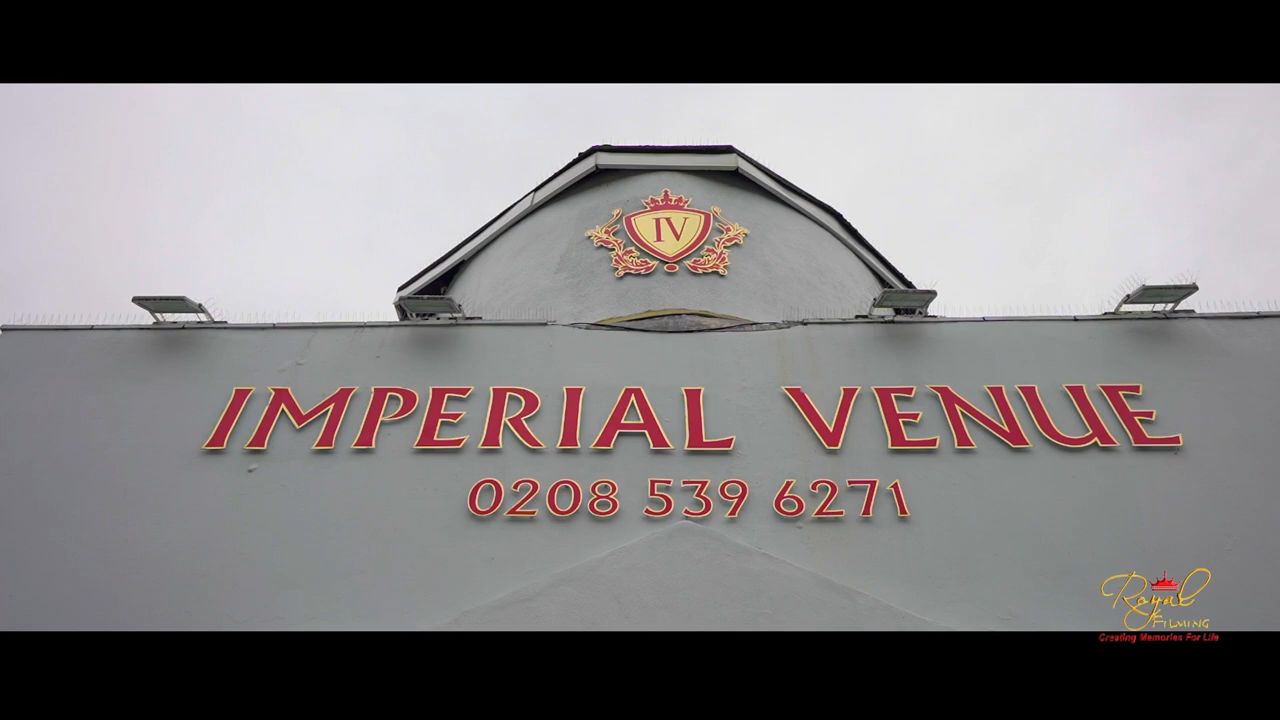 IV
IMPERIAL VENUE
0208 539 6271
Royal
FILMING
Creating Memories For Life